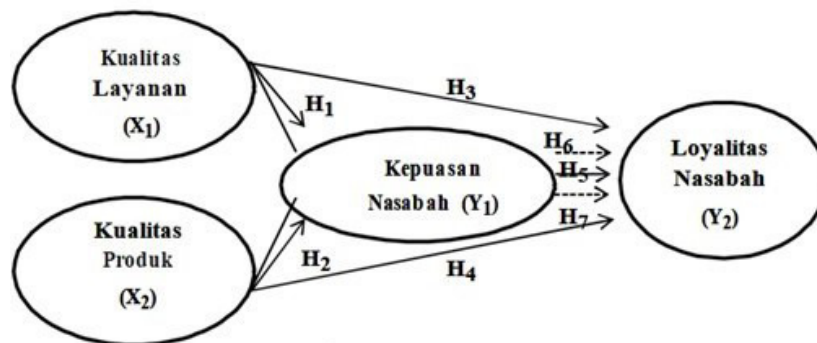 Kualitas
Layanan
(X₁)
H₁
H₃
Kepuasan
Nasabah (Y₁)
H₆
H₅
H₇
Loyalitas
Nasabah
(Y₂)
Kualitas
Produk
(X₂)
H₂
H₄